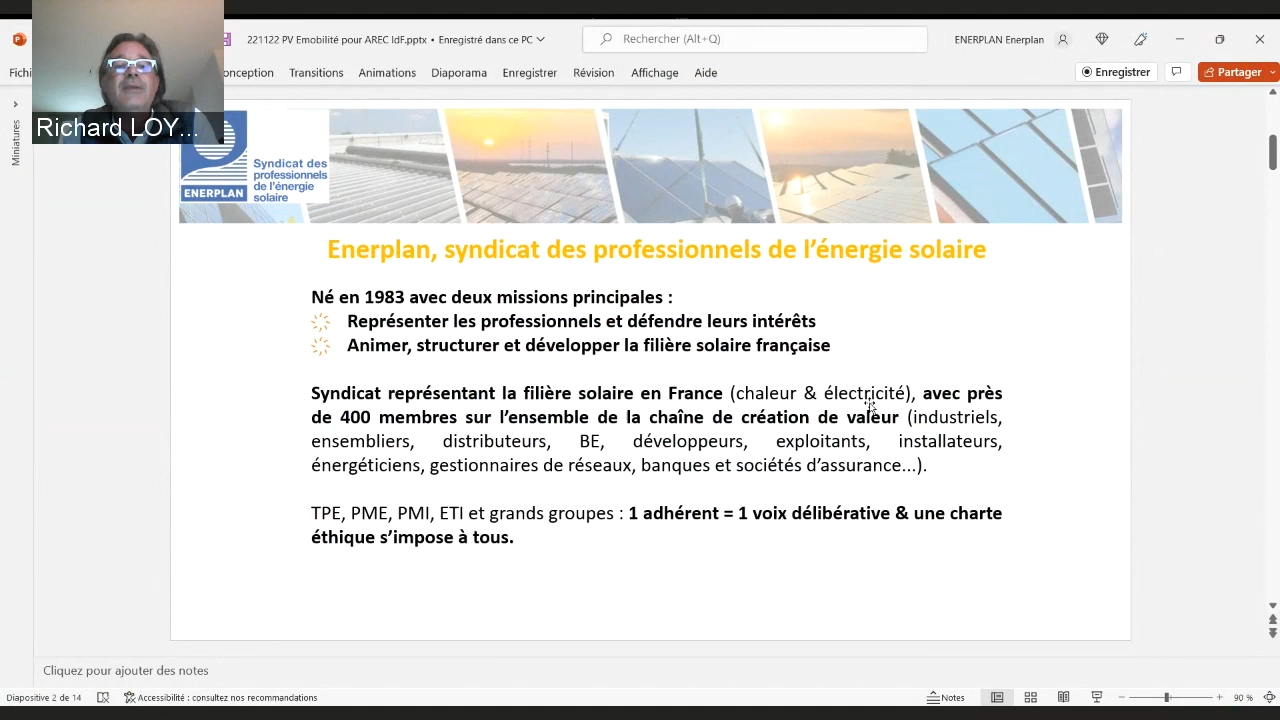 221122 PV Emobilité pour AREC IdF.pptx • Enregistré dans ce PC
Rechercher (Alt+Q)
ENERPLAN Enerplan
Fichi
onception
Transitions
Animations
Diaporama
Enregistrer
Révision
Affichage
Aide
Enregistrer
Partager
Richard LOY...
Miniatures
Syndicat des
professionnels
de l'énergie
solaire
ENERPLAN
Enerplan, syndicat des professionnels de l'énergie solaire
Né en 1983 avec deux missions principales :
Représenter les professionnels et défendre leurs intérêts
Animer, structurer et développer la filière solaire française
Syndicat représentant la filière solaire en France (chaleur & électricité), avec près
de 400 membres sur l'ensemble de la chaîne de création de valeur (industriels,
ensembliers, distributeurs, BE, développeurs, exploitants, installateurs,
énergéticiens, gestionnaires de réseaux, banques et sociétés d'assurance...).
TPE, PME, PMI, ETI et grands groupes : 1 adhérent = 1 voix délibérative & une charte
éthique s'impose à tous.
Cliquez pour ajouter des notes
Diapositive 2 de 14
Accessibilité : consultez nos recommandations
Notes
90 %